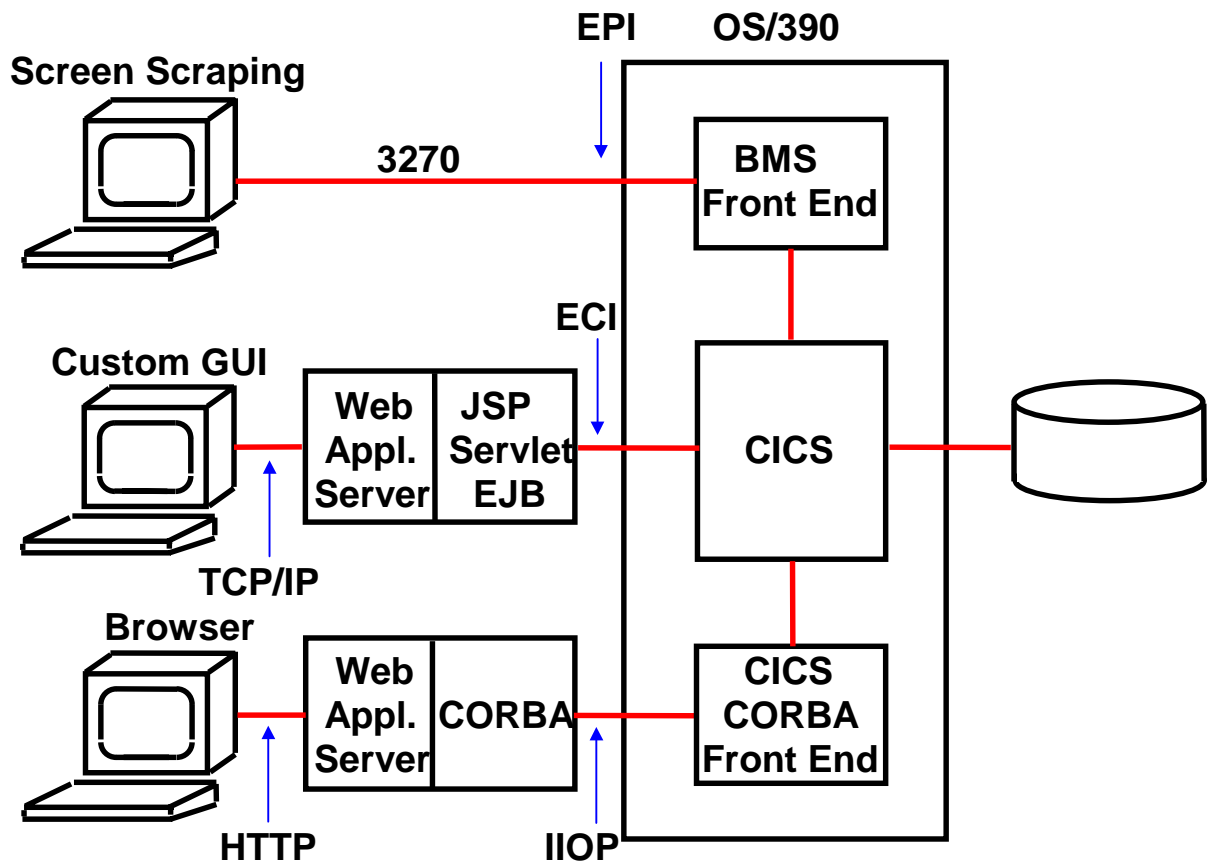 EPI
OS/390
Screen Scraping
3270
BMS
Front End
ECI
Custom GUI
Web
Appl.
Server
JSP
Servlet
EJB
CICS
TCP/IP
Browser
Web
Appl.
Server
CORBA
CICS
CORBA
Front End
HTTP
IIOP